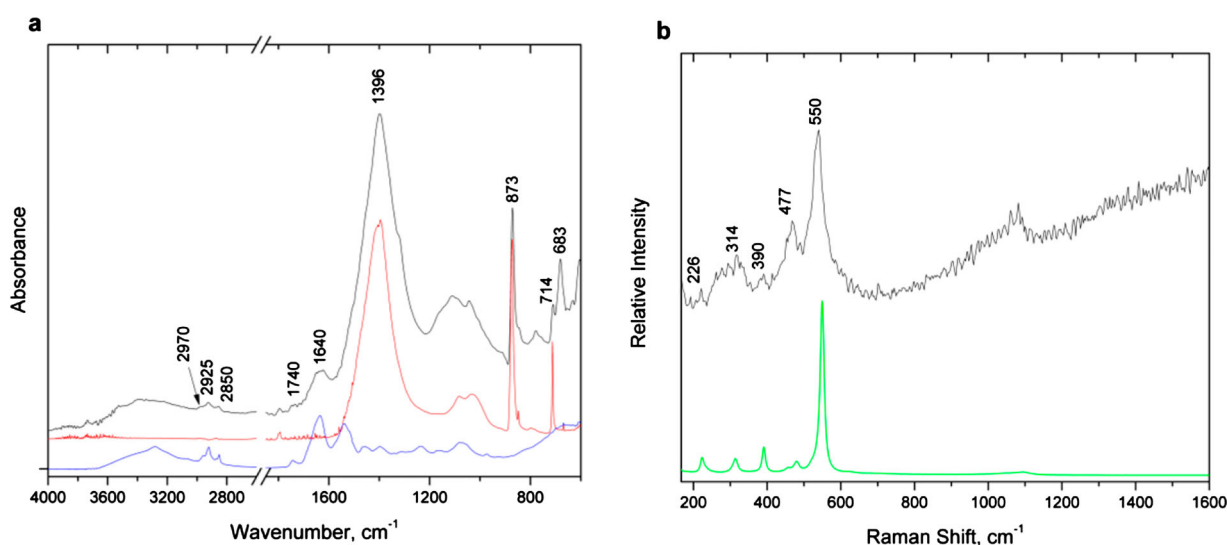 a
1396
873
683
714
2970
2925
2850
1740
1640
Absorbance
4000 3200 2800 1600 1200 800
Wavenumber, cm-1
b
550
477
314
390
226
Relative Intensity
200 400 600 800 1000 1200 1400 1600
Raman Shift, cm-1